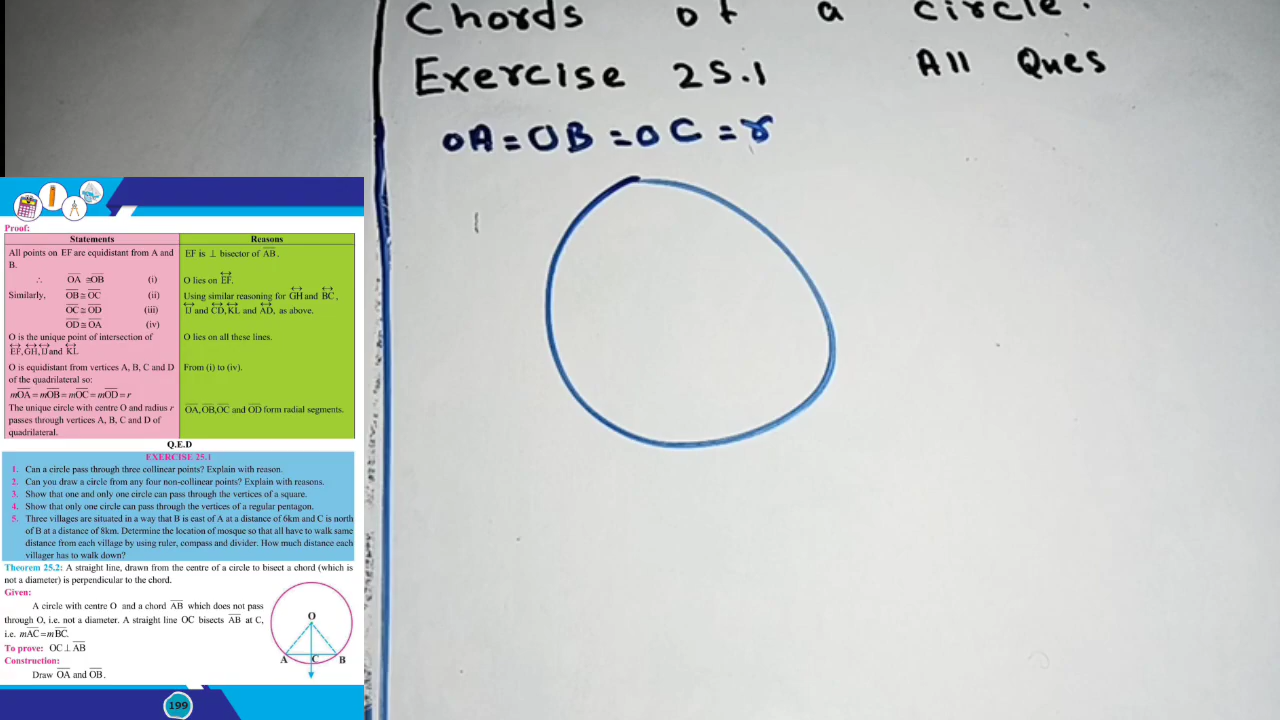 Chords of a circle.
Exercise 25.1 All Ques
OA = OB = OC = r
1
Proof:
Statements Reasons
All points on EF are equidistant from A and B. EF is ⊥ bisector of AB.
∴ OA ≅ OB (i) O lies on EF.
Similarly, OB ≅ OC (ii) Using similar reasoning for GH and BC,
OC ≅ OD (iii) IJ and CD, KL and AD, as above.
OD ≅ OA (iv)
O is the unique point of intersection of O lies on all these lines.
EF, GH, IJ and KL
O is equidistant from vertices A, B, C and D From (i) to (iv).
of the quadrilateral so:
mOA = mOB = mOC = mOD = r
The unique circle with centre O and radius r OA, OB, OC and OD form radial segments.
passes through vertices A, B, C and D of
quadrilateral.
Q.E.D
EXERCISE 25.1
1. Can a circle pass through three collinear points? Explain with reason.
2. Can you draw a circle from any four non-collinear points? Explain with reasons.
3. Show that one and only one circle can pass through the vertices of a square.
4. Show that only one circle can pass through the vertices of a regular pentagon.
5. Three villages are situated in a way that B is east of A at a distance of 6km and C is north
of B at a distance of 8km. Determine the location of mosque so that all have to walk same
distance from each village by using ruler, compass and divider. How much distance each
villager has to walk down?
Theorem 25.2: A straight line, drawn from the centre of a circle to bisect a chord (which is
not a diameter) is perpendicular to the chord.
Given:
A circle with centre O and a chord AB which does not pass
through O, i.e. not a diameter. A straight line OC bisects AB at C,
i.e. mAC = mBC.
To prove: OC ⊥ AB
Construction:
Draw OA and OB.
O
A C B
199